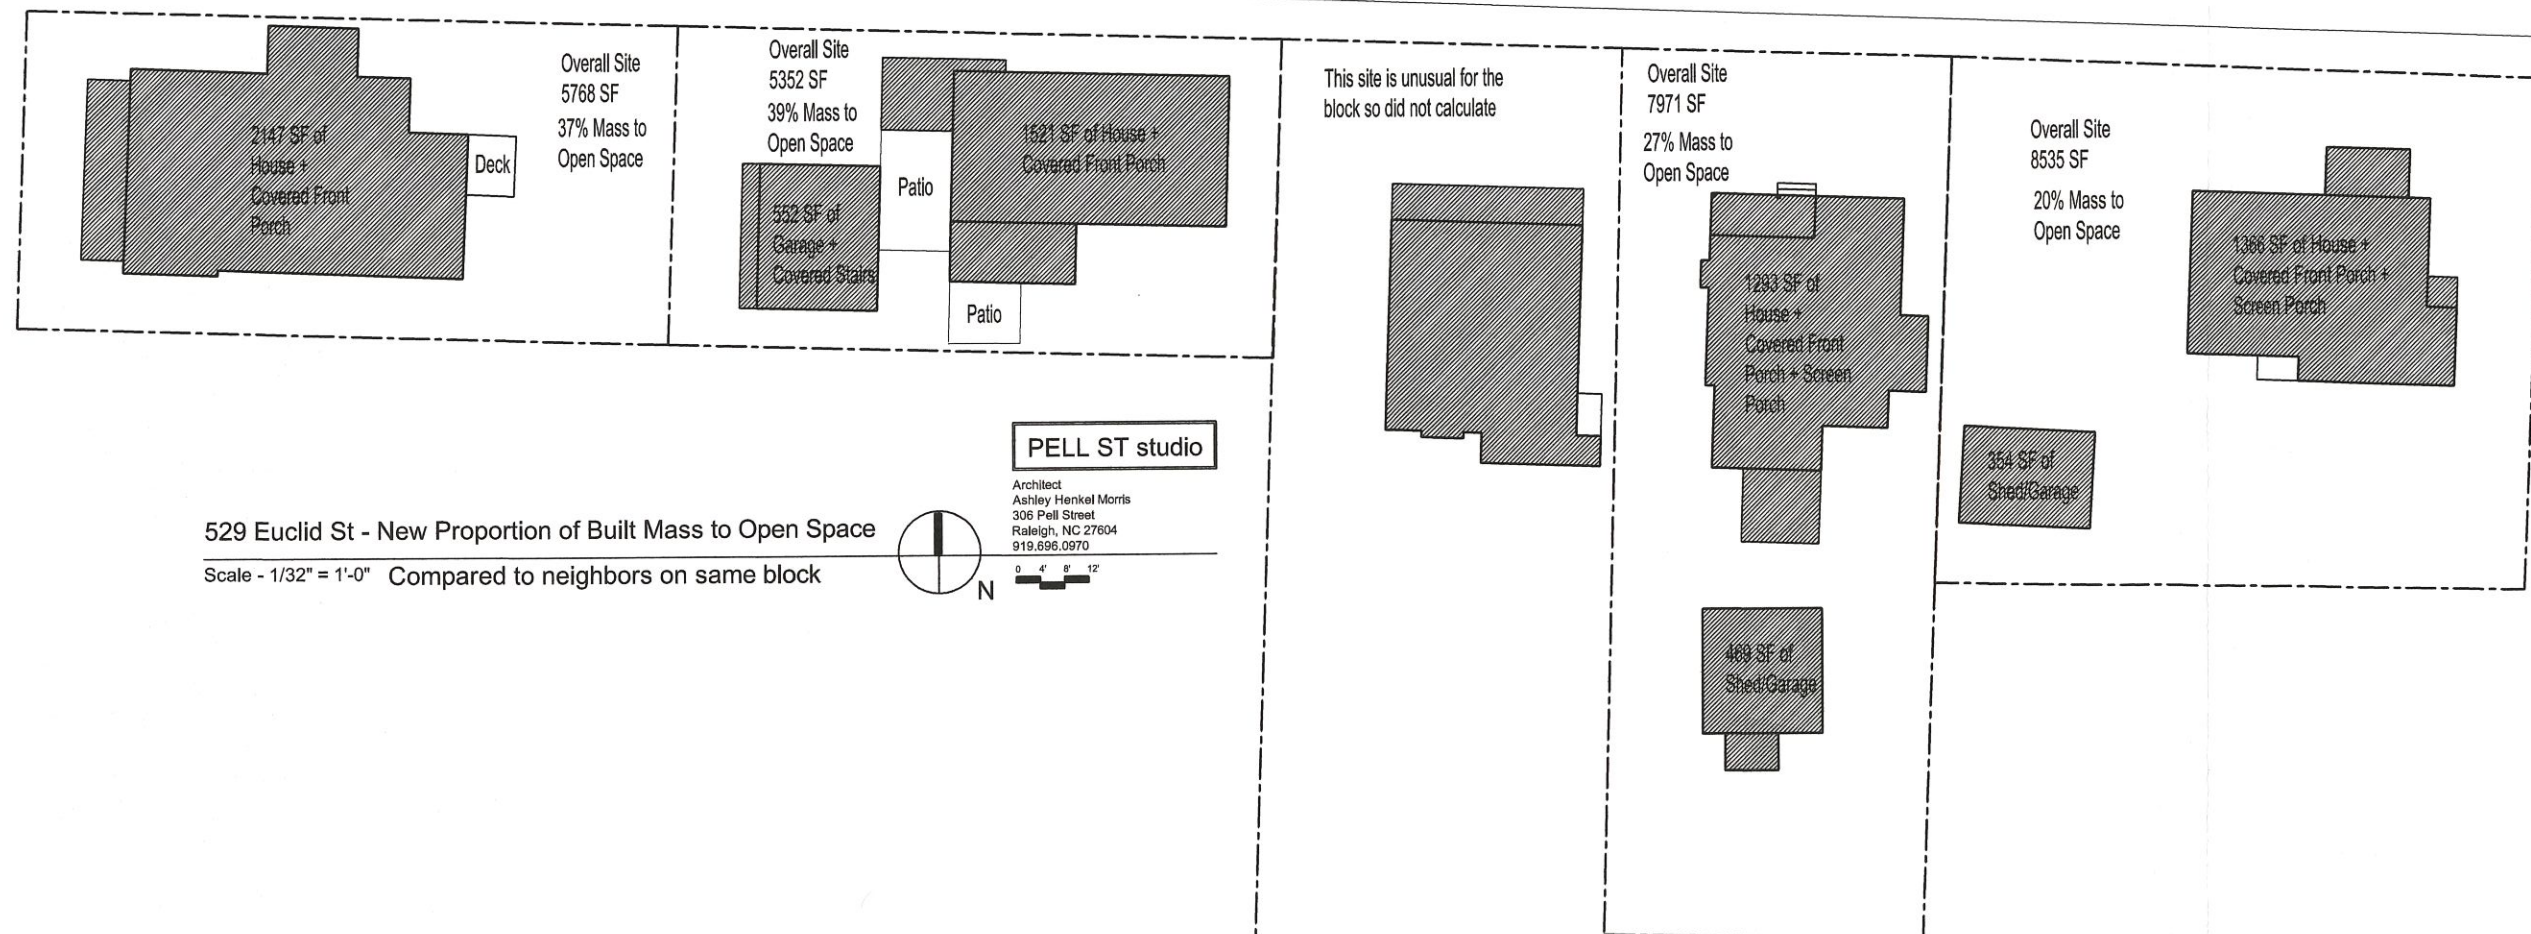 Overall Site
5768 SF
37% Mass to
Open Space
2147 SF of
House +
Covered Front
Porch
Deck
Overall Site
5352 SF
39% Mass to
Open Space
552 SF of
Garage +
Covered Stairs
Patio
1521 SF of House +
Covered Front Porch
Patio
This site is unusual for the
block so did not calculate
Overall Site
7971 SF
27% Mass to
Open Space
1293 SF of
House +
Covered Front
Porch + Screen
Porch
469 SF of
Shed/Garage
Overall Site
8535 SF
20% Mass to
Open Space
1366 SF of House +
Covered Front Porch +
Screen Porch
354 SF of
Shed/Garage
PELL ST studio
Architect
Ashley Henkel Morris
306 Pell Street
Raleigh, NC 27604
919.696.0970
529 Euclid St - New Proportion of Built Mass to Open Space
Scale - 1/32" = 1'-0" Compared to neighbors on same block
N
0 4' 8' 12'